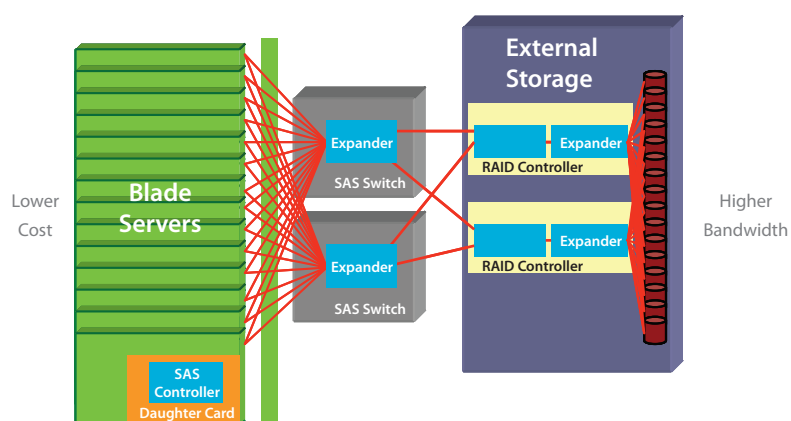 Lower
Cost
Blade
Servers
SAS
Controller
Daughter Card
Expander
SAS Switch
Expander
SAS Switch
External
Storage
Expander
RAID Controller
Expander
RAID Controller
Higher
Bandwidth